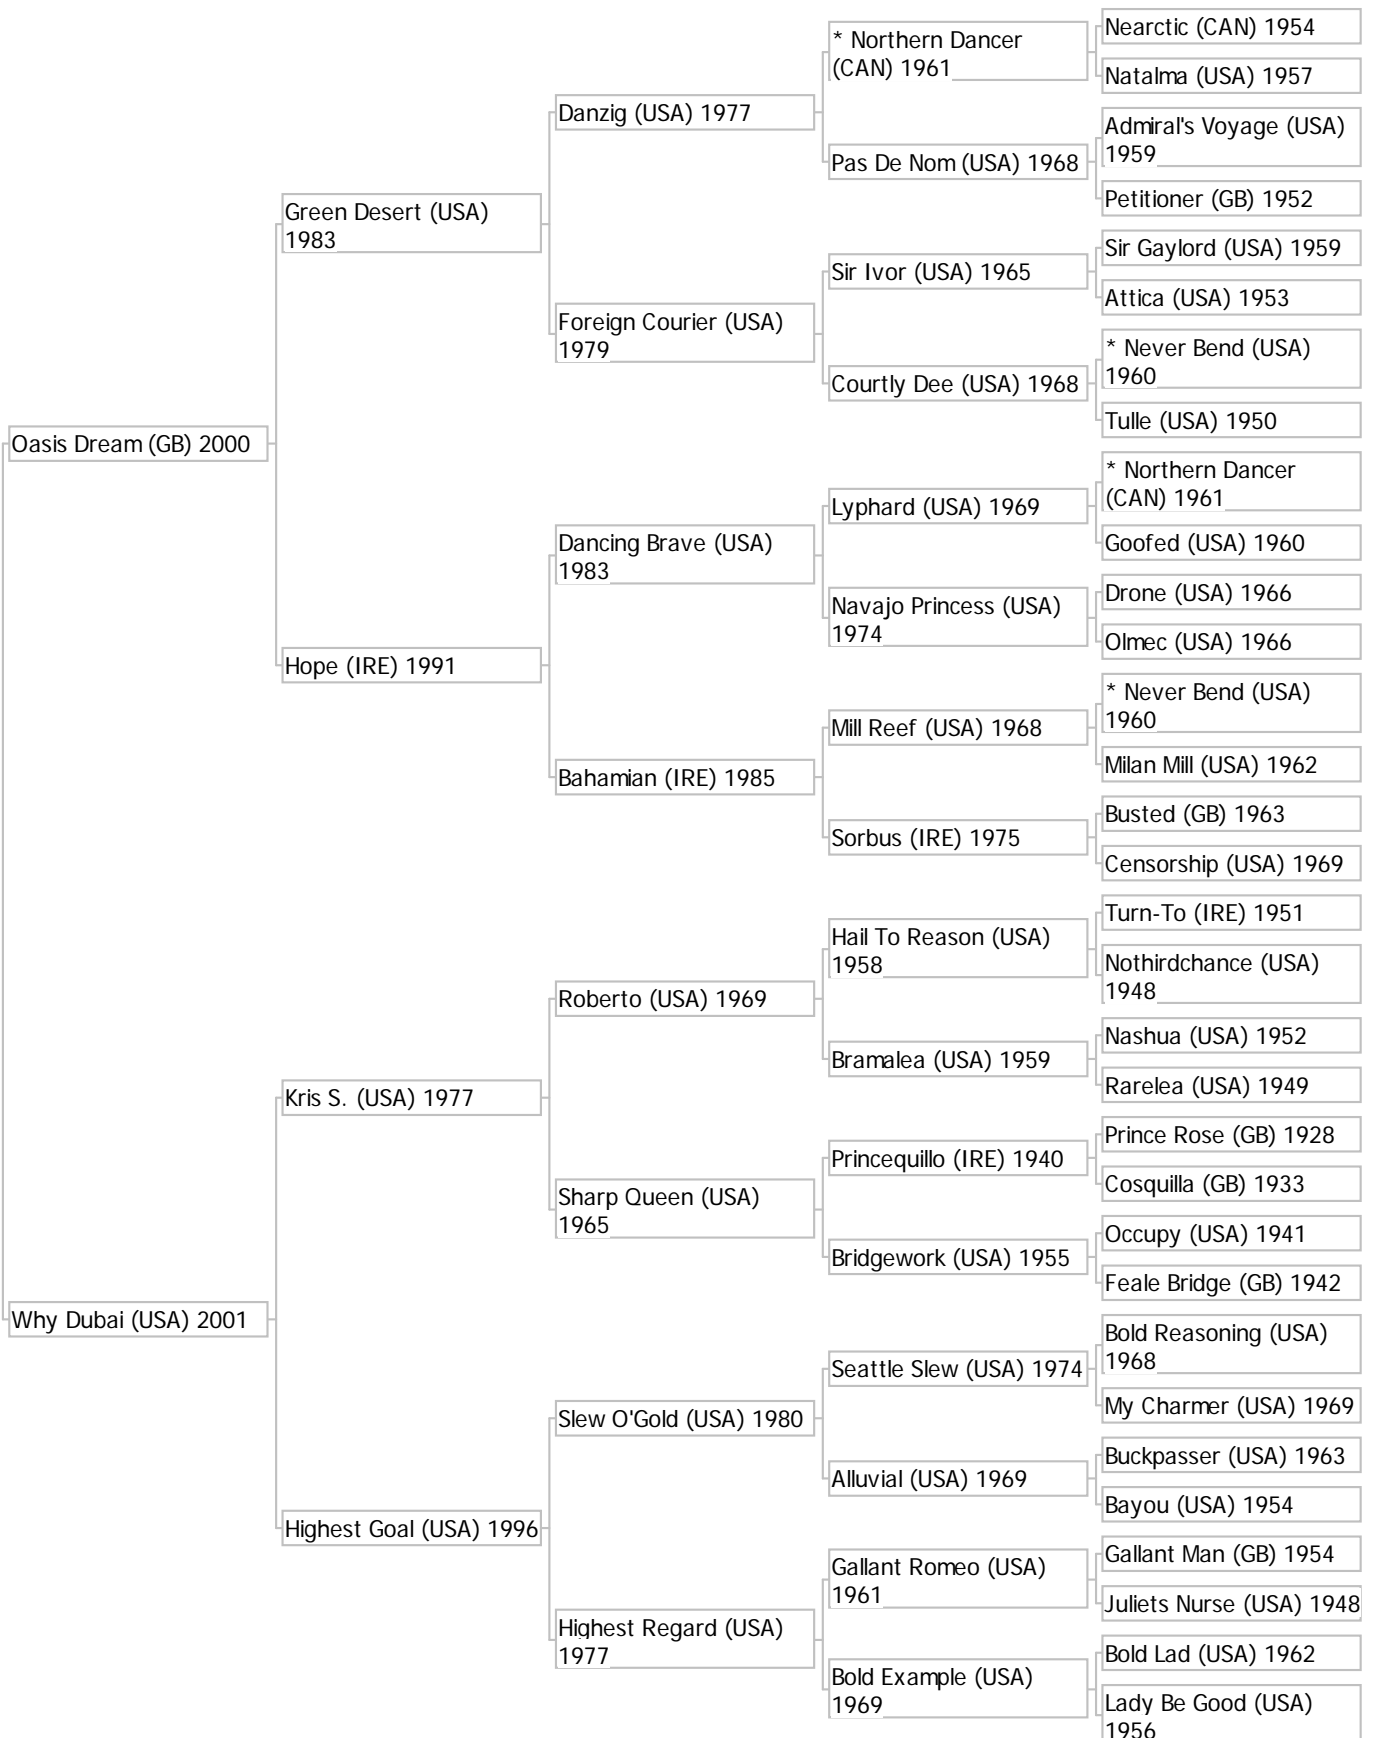 Nearctic (CAN) 1954
* Northern Dancer
(CAN) 1961
Natalma (USA) 1957
Danzig (USA) 1977
Admiral's Voyage (USA)
1959
Pas De Nom (USA) 1968
Petitioner (GB) 1952
Green Desert (USA)
1983
Sir Gaylord (USA) 1959
Sir Ivor (USA) 1965
Attica (USA) 1953
Foreign Courier (USA)
1979
* Never Bend (USA)
1960
Courtly Dee (USA) 1968
Tulle (USA) 1950
Oasis Dream (GB) 2000
* Northern Dancer
(CAN) 1961
Lyphard (USA) 1969
Goofed (USA) 1960
Dancing Brave (USA)
1983
Drone (USA) 1966
Navajo Princess (USA)
1974
Olmec (USA) 1966
Hope (IRE) 1991
* Never Bend (USA)
1960
Mill Reef (USA) 1968
Milan Mill (USA) 1962
Bahamian (IRE) 1985
Busted (GB) 1963
Sorbus (IRE) 1975
Censorship (USA) 1969
Turn-To (IRE) 1951
Hail To Reason (USA)
1958
Nothirdchance (USA)
1948
Roberto (USA) 1969
Nashua (USA) 1952
Bramalea (USA) 1959
Rarelea (USA) 1949
Kris S. (USA) 1977
Prince Rose (GB) 1928
Princequillo (IRE) 1940
Cosquilla (GB) 1933
Sharp Queen (USA)
1965
Occupy (USA) 1941
Bridgework (USA) 1955
Feale Bridge (GB) 1942
Why Dubai (USA) 2001
Bold Reasoning (USA)
1968
Seattle Slew (USA) 1974
My Charmer (USA) 1969
Slew O'Gold (USA) 1980
Buckpasser (USA) 1963
Alluvial (USA) 1969
Bayou (USA) 1954
Highest Goal (USA) 1996
Gallant Man (GB) 1954
Gallant Romeo (USA)
1961
Juliets Nurse (USA) 1948
Highest Regard (USA)
1977
Bold Lad (USA) 1962
Bold Example (USA)
1969
Lady Be Good (USA)
1956